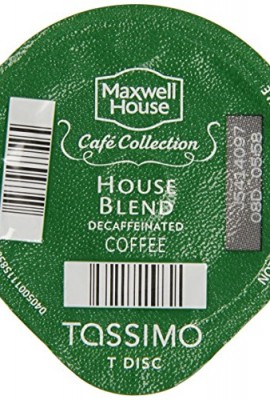 Maxwell
House
Café Collection
HOUSE
BLEND
DECAFFEINATED
COFFEE
TASSIMO
T DISC